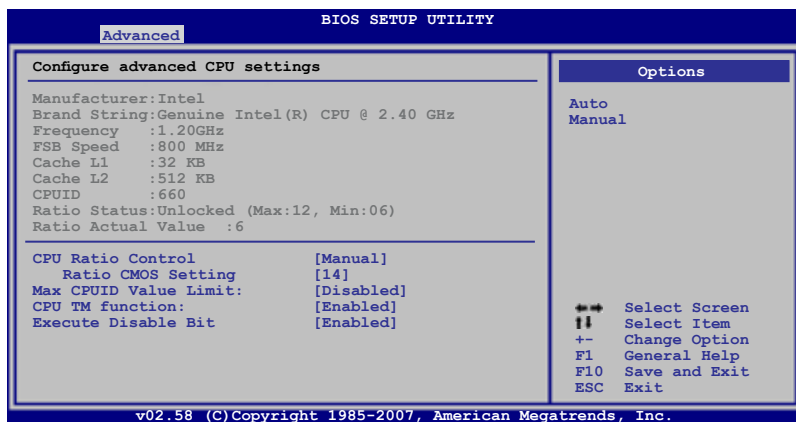 BIOS SETUP UTILITY
Advanced
Configure advanced CPU settings
Manufacturer:Intel
Brand String:Genuine Intel(R) CPU @ 2.40 GHz
Frequency :1.20GHz
FSB Speed :800 MHz
Cache L1 :32 KB
Cache L2 :512 KB
CPUID :660
Ratio Status:Unlocked (Max:12, Min:06)
Ratio Actual Value :6
CPU Ratio Control [Manual]
Ratio CMOS Setting [14]
Max CPUID Value Limit: [Disabled]
CPU TM function: [Enabled]
Execute Disable Bit [Enabled]
Options
Auto
Manual
Select Screen
Select Item
+- Change Option
F1 General Help
F10 Save and Exit
ESC Exit
v02.58 (C)Copyright 1985-2007, American Megatrends, Inc.